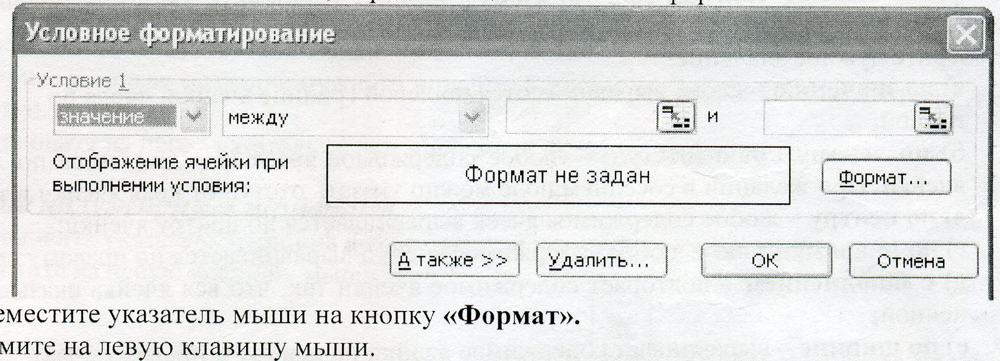 Условное форматирование
Условие 1
значение между и
Отображение ячейки при
выполнении условия:
Формат не задан
Формат...
А также >> Удалить... ОК Отмена
еместите указатель мыши на кнопку «Формат».
мите на левую клавишу мыши.